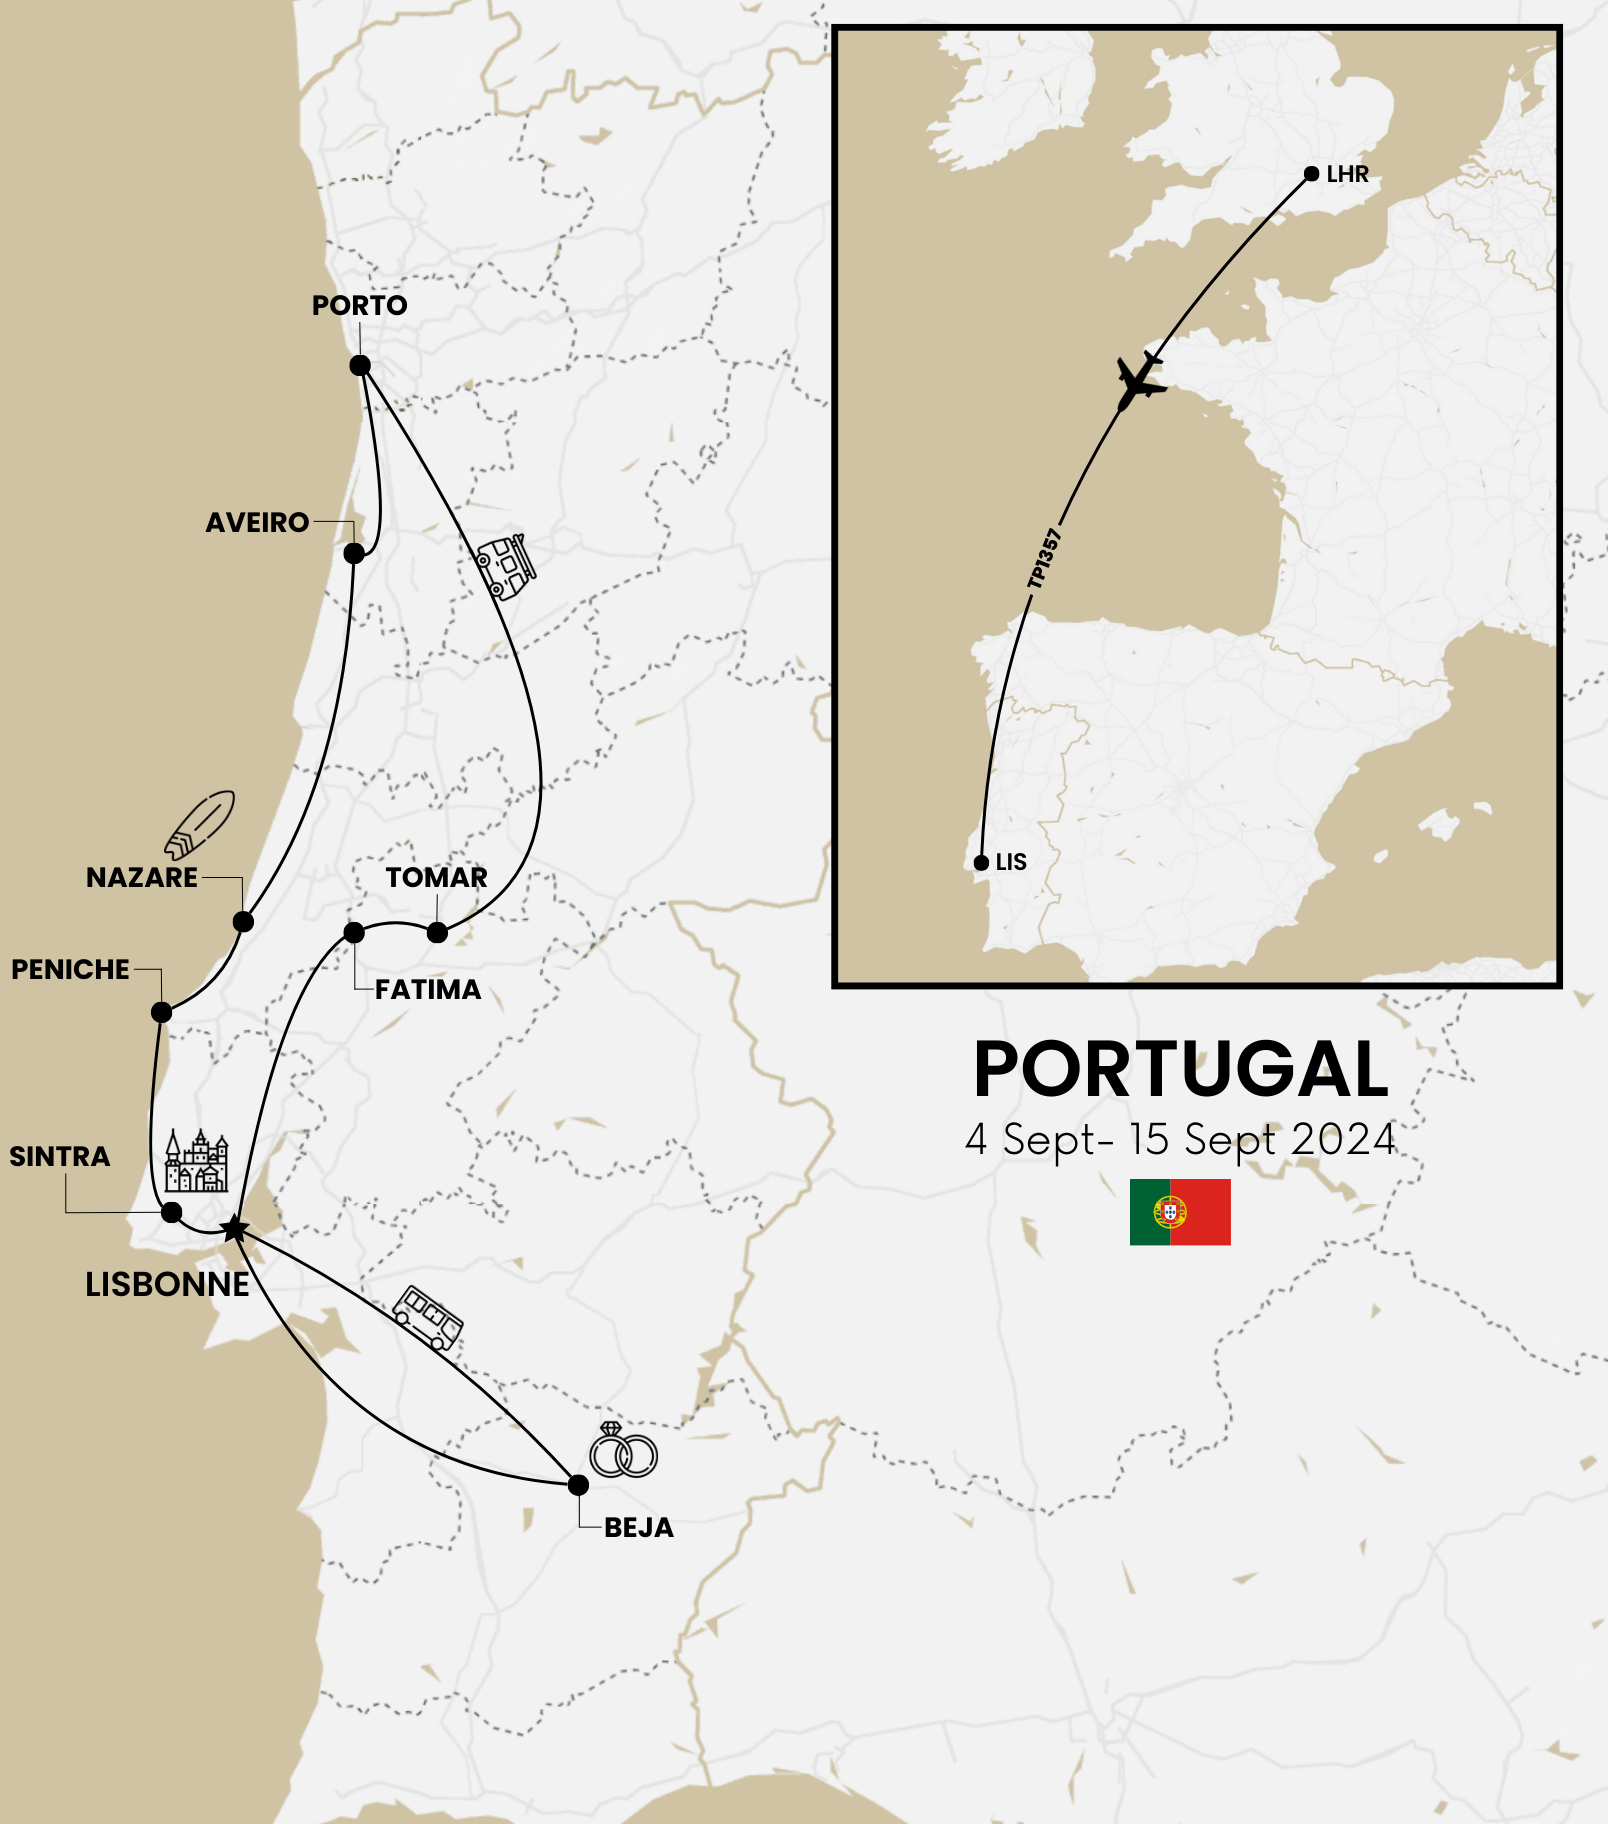 PORTO
AVEIRO
NAZARE
TOMAR
PENICHE
FATIMA
SINTRA
LISBONNE
BEJA
LHR
TP1357
LIS
PORTUGAL
4 Sept- 15 Sept 2024